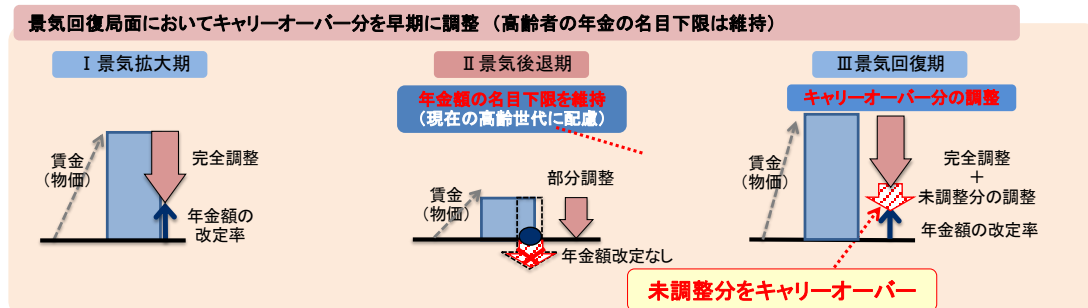 景気回復局面においてキャリーオーバー分を早期に調整 (高齢者の年金の名目下限は維持)
Ⅰ 景気拡大期
賃金
(物価)
完全調整
年金額の
改定率
Ⅱ 景気後退期
年金額の名目下限を維持
(現在の高齢世代に配慮)
賃金
(物価)
部分調整
年金額改定なし
Ⅲ景気回復期
キャリーオーバー分の調整
賃金
(物価)
完全調整
+
未調整分の調整
年金額の改定率
未調整分をキャリーオーバー